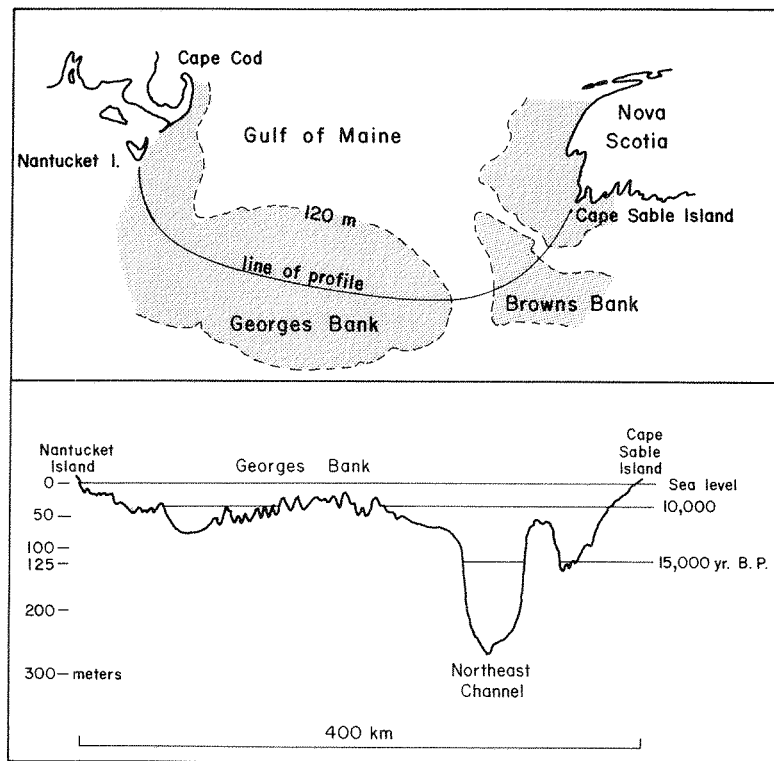 Cape Cod
Gulf of Maine
Nova
Scotia
Nantucket I.
Cape Sable Island
120 m
line of profile
Browns Bank
Georges Bank
Nantucket
Island
Georges Bank
Cape
Sable
Island
0
Sea level
10,000
50
100
125
15,000 yr. B.P.
200
300 meters
Northeast
Channel
400 km